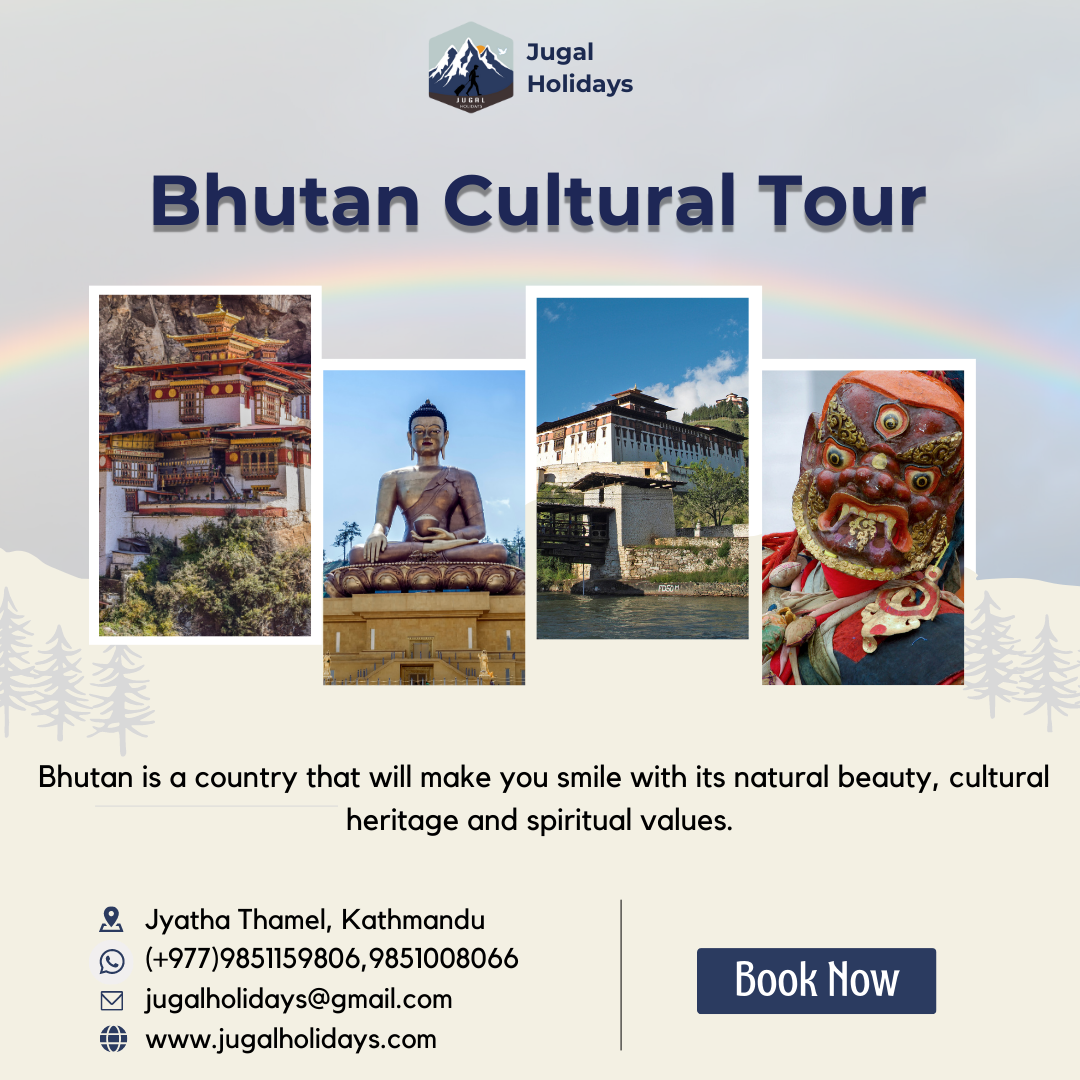 JUGAL
HOLIDAYS
Jugal
Holidays
Bhutan Cultural Tour
Bhutan is a country that will make you smile with its natural beauty, cultural
heritage and spiritual values.
Jyatha Thamel, Kathmandu
(+977)9851159806,9851008066
jugalholidays@gmail.com
www.jugalholidays.com
Book Now